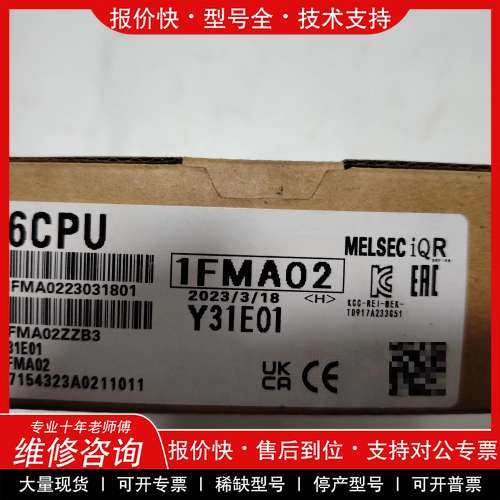 报价快·型号全·技术支持
6CPU
MELSEC iQR
1FMA02
FMA0223031801
2023/3/18 <H>
KCC-REI-MEK-
TD917A233G51
Y31E01
FMA02ZZB3
31E01
FMA02
7154323A0211011
UK
CA
EAC
专业十年老师傅
维修咨询
报价快·售后到位·支持对公专票
大量现货 | 可开专票 | 稀缺型号 | 停产型号 | 可开普票